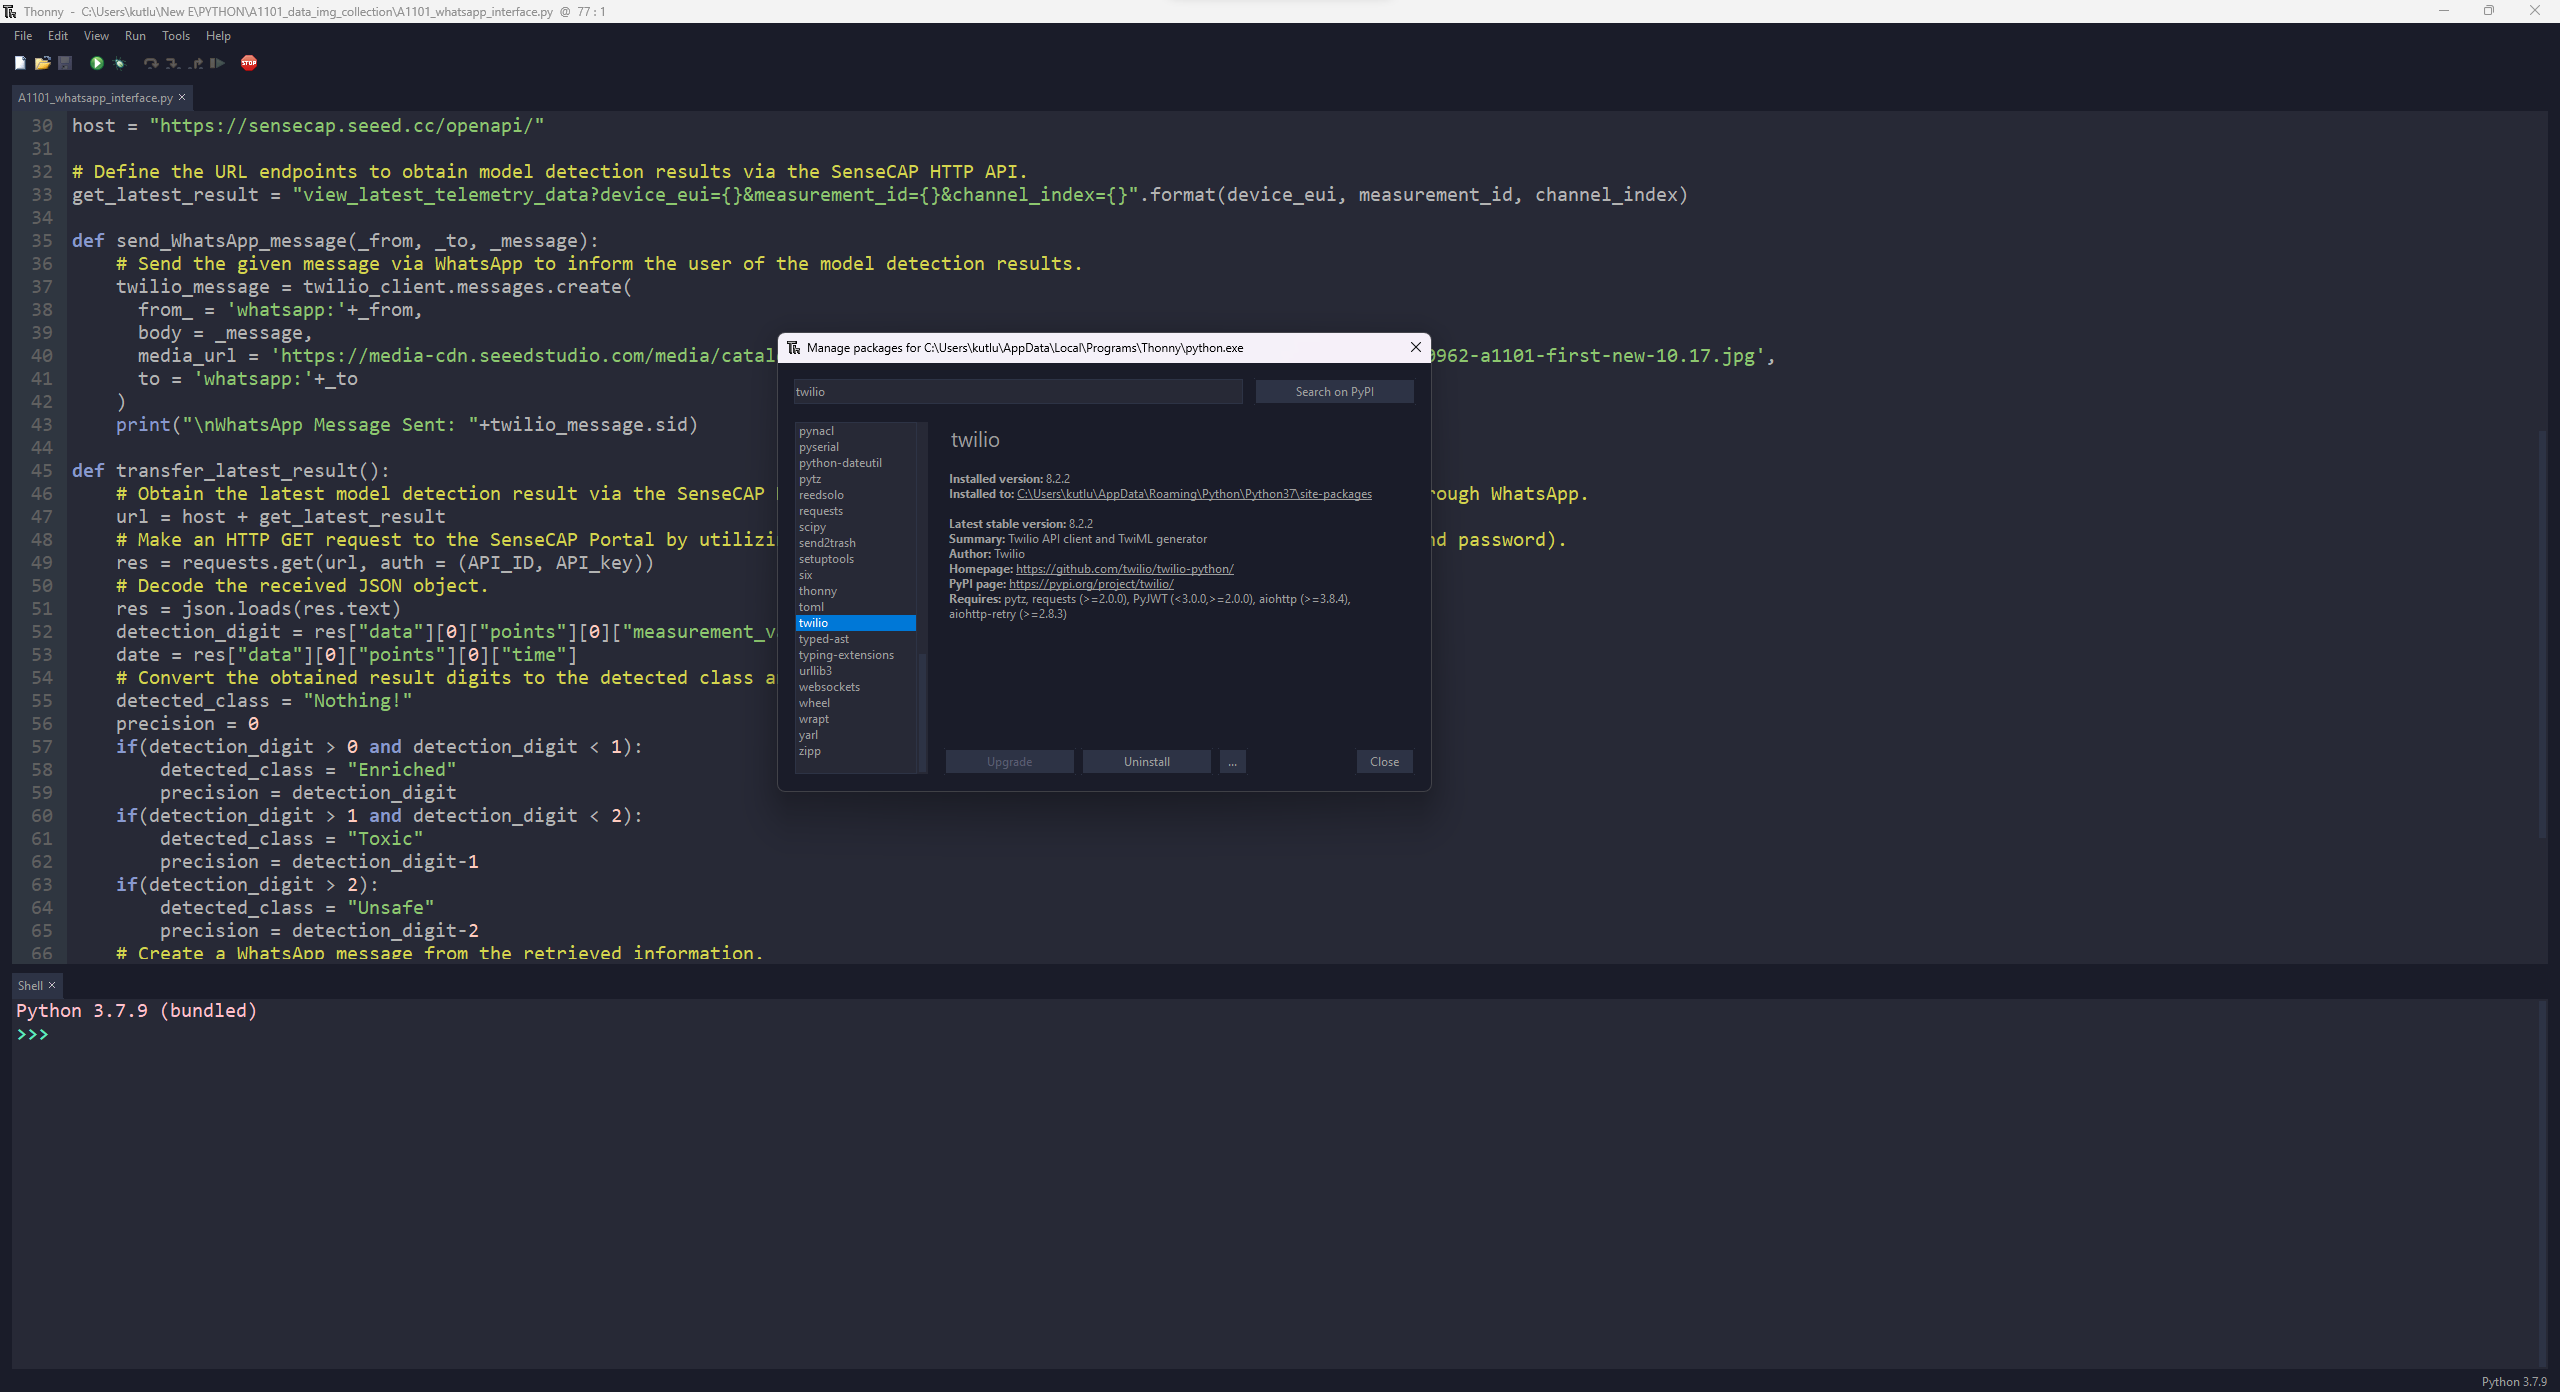 Thonny - C:\Users\kutlu\New E\PYTHON\A1101_data_img_collection\A1101_whatsapp_interface.py @ 77 : 1
File Edit View Run Tools Help
STOP
A1101_whatsapp_interface.py ×
30 host = "https://sensecap.seeed.cc/openapi/"
31
32 # Define the URL endpoints to obtain model detection results via the SenseCAP HTTP API.
33 get_latest_result = "view_latest_telemetry_data?device_eui={}&measurement_id={}&channel_index={}".format(device_eui, measurement_id, channel_index)
34
35 def send_WhatsApp_message(_from, _to, _message):
36     # Send the given message via WhatsApp to inform the user of the model detection results.
37     twilio_message = twilio_client.messages.create(
38       from_ = 'whatsapp:'+_from,
39       body = _message,
40       media_url = 'https://media-cdn.seeedstudio.com/media/catal 9962-a1101-first-new-10.17.jpg',
41       to = 'whatsapp:'+_to
42     )
43     print("\nWhatsApp Message Sent: "+twilio_message.sid)
44
45 def transfer_latest_result():
46     # Obtain the latest model detection result via the SenseCAP rough WhatsApp.
47     url = host + get_latest_result
48     # Make an HTTP GET request to the SenseCAP Portal by utilizi nd password).
49     res = requests.get(url, auth = (API_ID, API_key))
50     # Decode the received JSON object.
51     res = json.loads(res.text)
52     detection_digit = res["data"][0]["points"][0]["measurement_v
53     date = res["data"][0]["points"][0]["time"]
54     # Convert the obtained result digits to the detected class a
55     detected_class = "Nothing!"
56     precision = 0
57     if(detection_digit > 0 and detection_digit < 1):
58         detected_class = "Enriched"
59         precision = detection_digit
60     if(detection_digit > 1 and detection_digit < 2):
61         detected_class = "Toxic"
62         precision = detection_digit-1
63     if(detection_digit > 2):
64         detected_class = "Unsafe"
65         precision = detection_digit-2
66     # Create a WhatsApp message from the retrieved information.
Manage packages for C:\Users\kutlu\AppData\Local\Programs\Thonny\python.exe
twilio
Search on PyPI
pynacl
pyserial
python-dateutil
pytz
reedsolo
requests
scipy
send2trash
setuptools
six
thonny
toml
twilio
typed-ast
typing-extensions
urllib3
websockets
wheel
wrapt
yarl
zipp
twilio
Installed version: 8.2.2
Installed to: C:\Users\kutlu\AppData\Roaming\Python\Python37\site-packages
Latest stable version: 8.2.2
Summary: Twilio API client and TwiML generator
Author: Twilio
Homepage: https://github.com/twilio/twilio-python/
PyPI page: https://pypi.org/project/twilio/
Requires: pytz, requests (>=2.0.0), PyJWT (<3.0.0,>=2.0.0), aiohttp (>=3.8.4),
aiohttp-retry (>=2.8.3)
Upgrade Uninstall ... Close
Shell ×
Python 3.7.9 (bundled)
>>>
Python 3.7.9